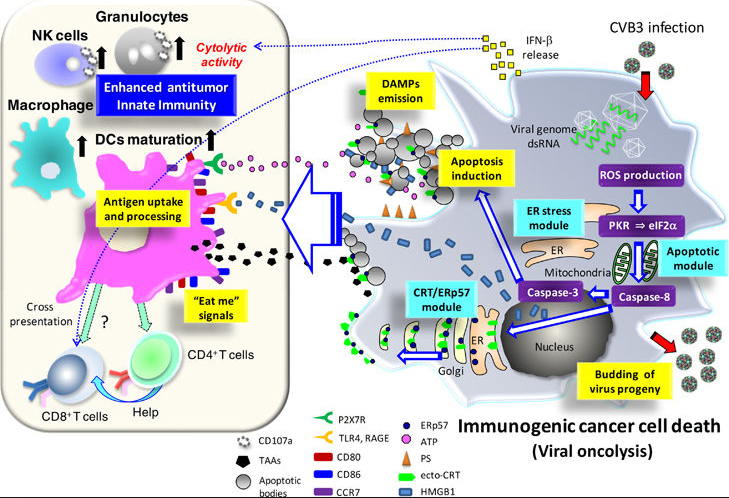 Granulocytes
NK cells
Cytolytic
activity
Enhanced antitumor
Innate Immunity
Macrophage
DCs maturation
Antigen uptake
and processing
"Eat me"
signals
Cross
presentation
?
CD4+T cells
CD8+T cells
Help
IFN-β
release
CVB3 infection
DAMPs
emission
Viral genome
dsRNA
Apoptosis
induction
ROS production
ER stress
module
PKR ⇒ eIF2α
ER
Mitochondria
Apoptotic
module
CRT/ERp57
module
Caspase-3
Caspase-8
ER
Golgi
Nucleus
Budding of
virus progeny
Immunogenic cancer cell death
(Viral oncolysis)
CD107a
TAAs
Apoptotic
bodies
P2X7R
TLR4, RAGE
CD80
CD86
CCR7
ERp57
ATP
PS
ecto-CRT
HMGB1